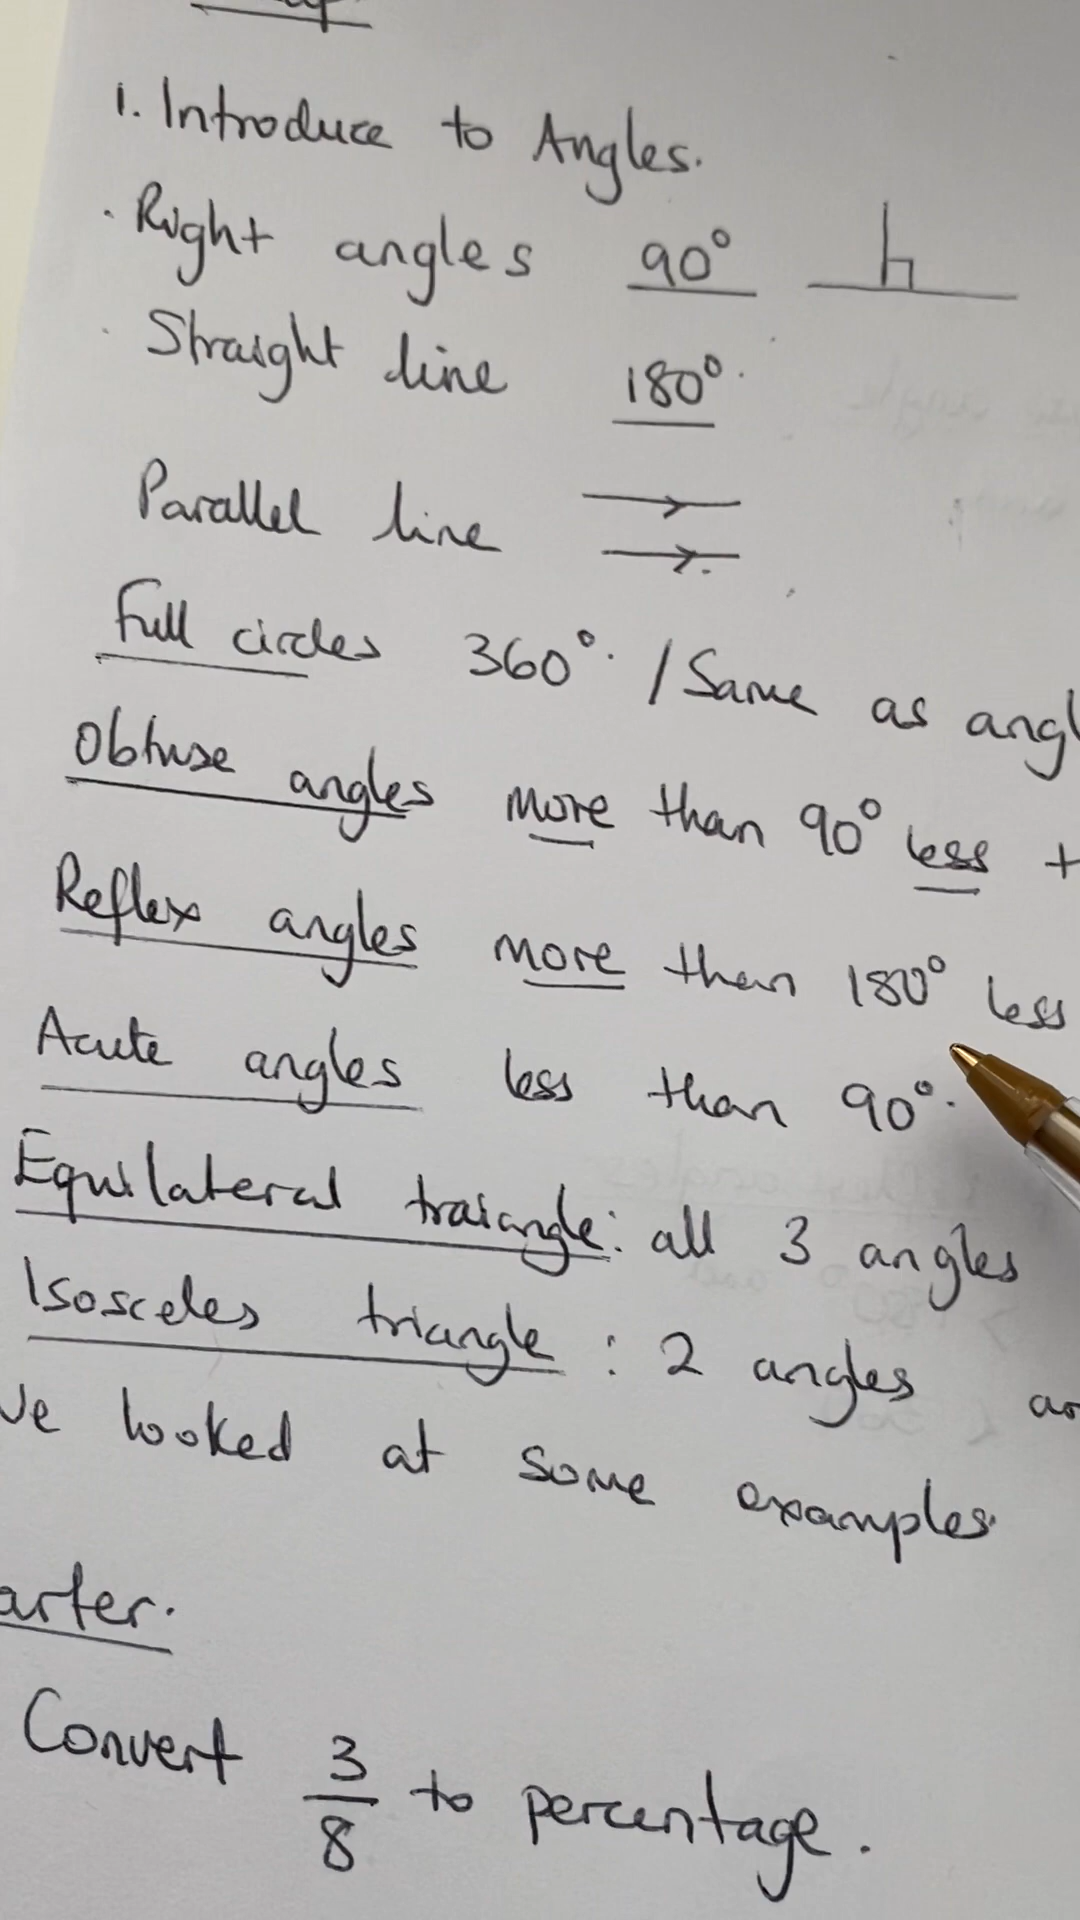 1. Introduce to Angles.
· Right angles 90°
· Straight line 180°.
Parallel line
Full circles 360°. / Same as
Obtuse angles more than 90° less
Reflex angles more than 180° less
Acute angles less than 90°.
Equilateral traiangle: all 3 angles
Isosceles triangle : 2 angles
looked at some examples.
Convert 3/8 to percentage.